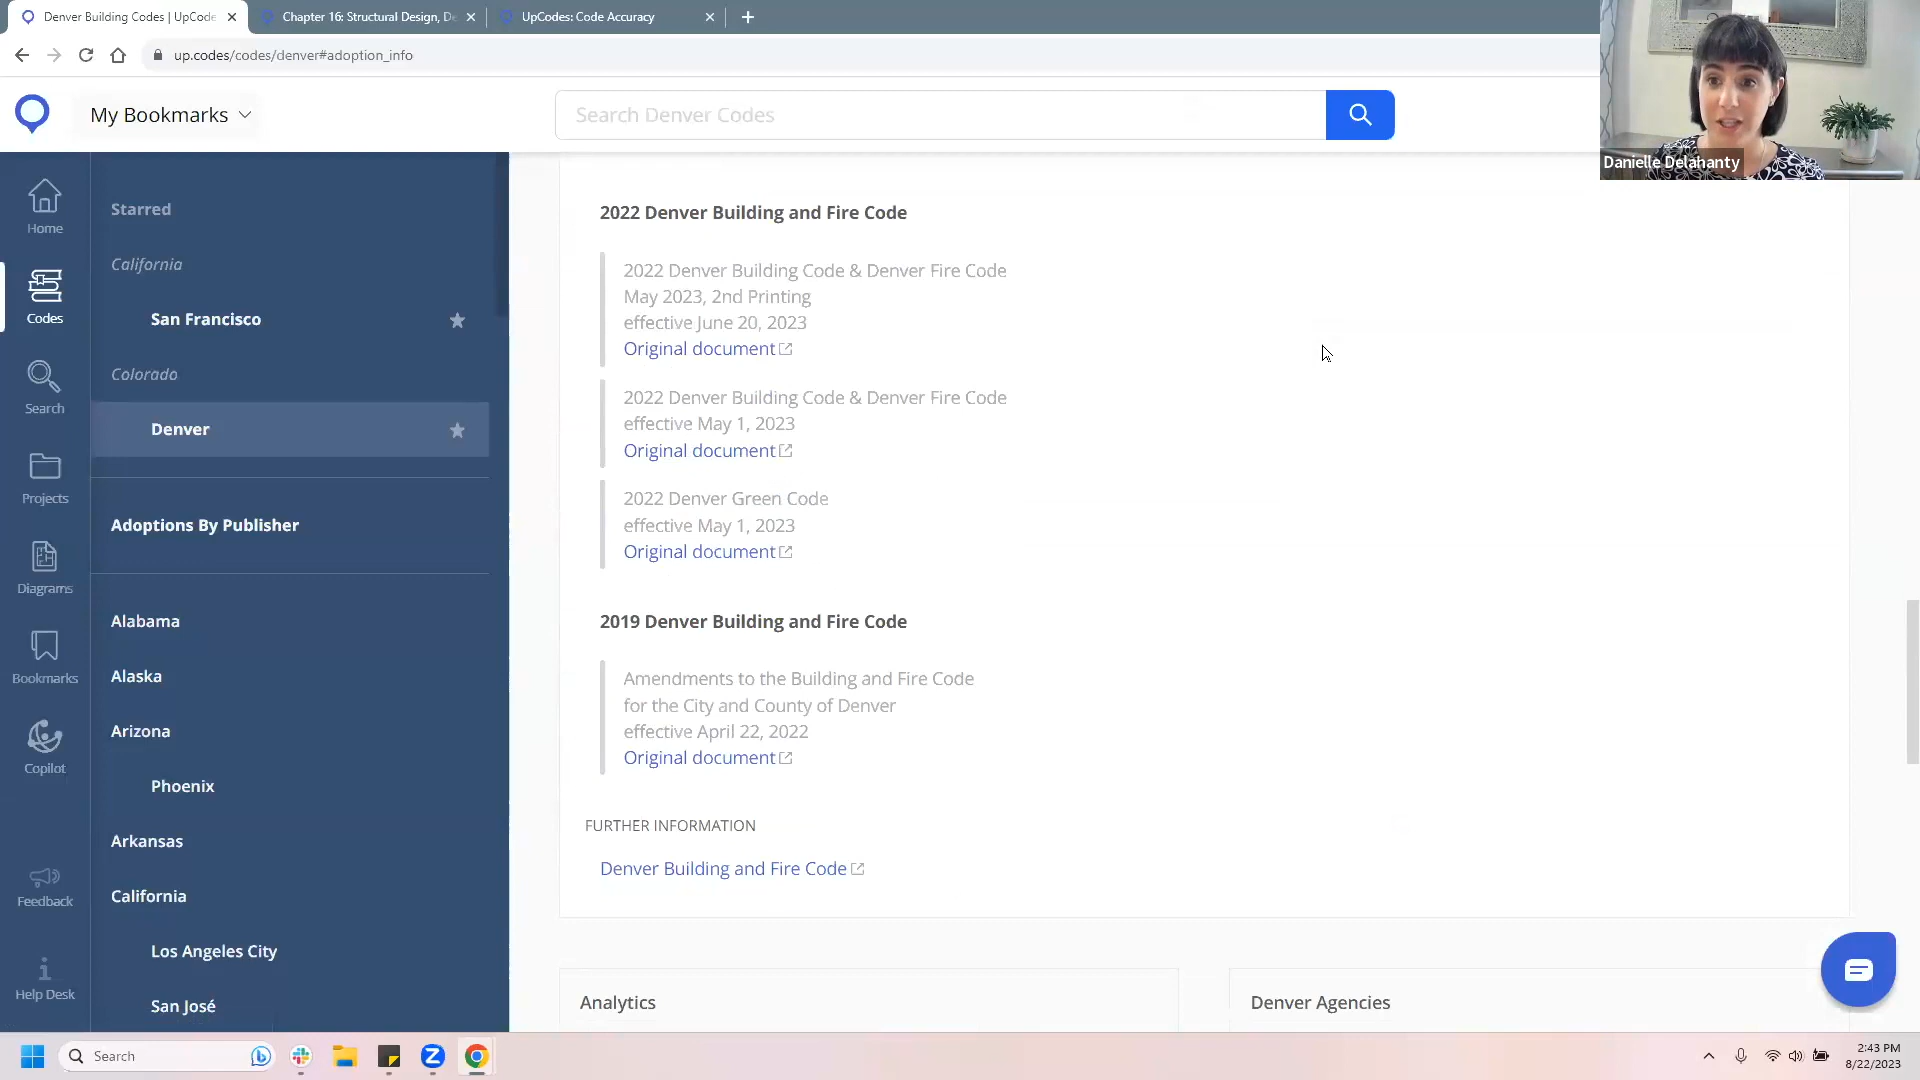 Denver Building Codes | UpCode
Chapter 16: Structural Design, De
UpCodes: Code Accuracy
up.codes/codes/denver#adoption_info
My Bookmarks
Search Denver Codes
Danielle Delahanty
Home
Codes
Search
Projects
Diagrams
Bookmarks
Copilot
Feedback
Help Desk
Starred
California
San Francisco
Colorado
Denver
Adoptions By Publisher
Alabama
Alaska
Arizona
Phoenix
Arkansas
California
Los Angeles City
San José
2022 Denver Building and Fire Code
2022 Denver Building Code & Denver Fire Code
May 2023, 2nd Printing
effective June 20, 2023
Original document
2022 Denver Building Code & Denver Fire Code
effective May 1, 2023
Original document
2022 Denver Green Code
effective May 1, 2023
Original document
2019 Denver Building and Fire Code
Amendments to the Building and Fire Code
for the City and County of Denver
effective April 22, 2022
Original document
FURTHER INFORMATION
Denver Building and Fire Code
Analytics
Denver Agencies
Search
2:43 PM
8/22/2023